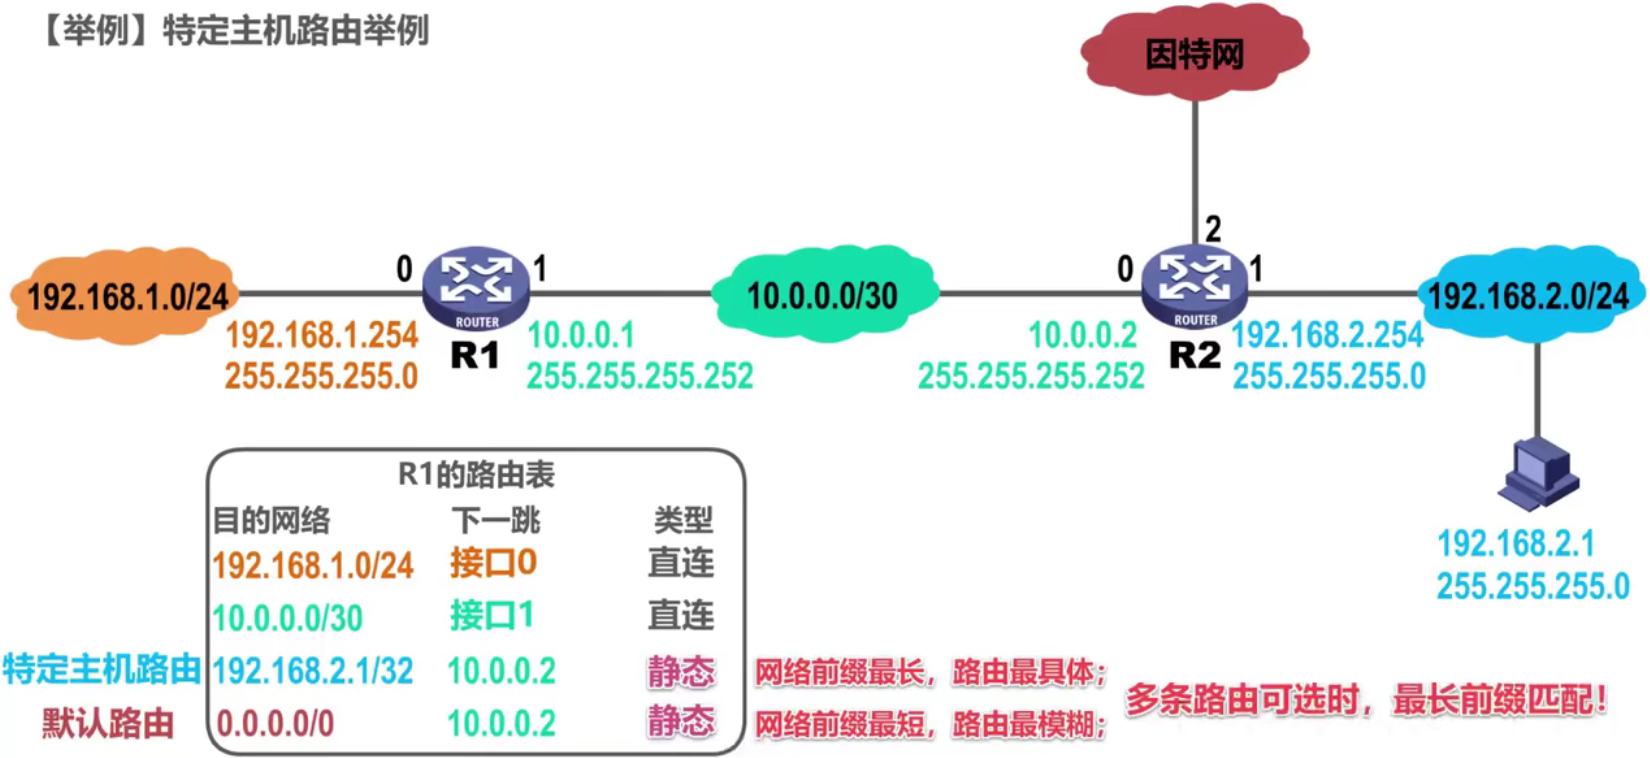 【举例】特定主机路由举例
因特网
2
0
1
0
1
192.168.1.0/24
10.0.0.0/30
192.168.2.0/24
ROUTER
ROUTER
192.168.1.254
255.255.255.0
R1
10.0.0.1
255.255.255.252
10.0.0.2
255.255.255.252
R2
192.168.2.254
255.255.255.0
192.168.2.1
255.255.255.0
R1的路由表
目的网络 下一跳 类型
192.168.1.0/24 接口0 直连
10.0.0.0/30 接口1 直连
特定主机路由 192.168.2.1/32 10.0.0.2 静态 网络前缀最长，路由最具体；
默认路由 0.0.0.0/0 10.0.0.2 静态 网络前缀最短，路由最模糊；
多条路由可选时，最长前缀匹配！